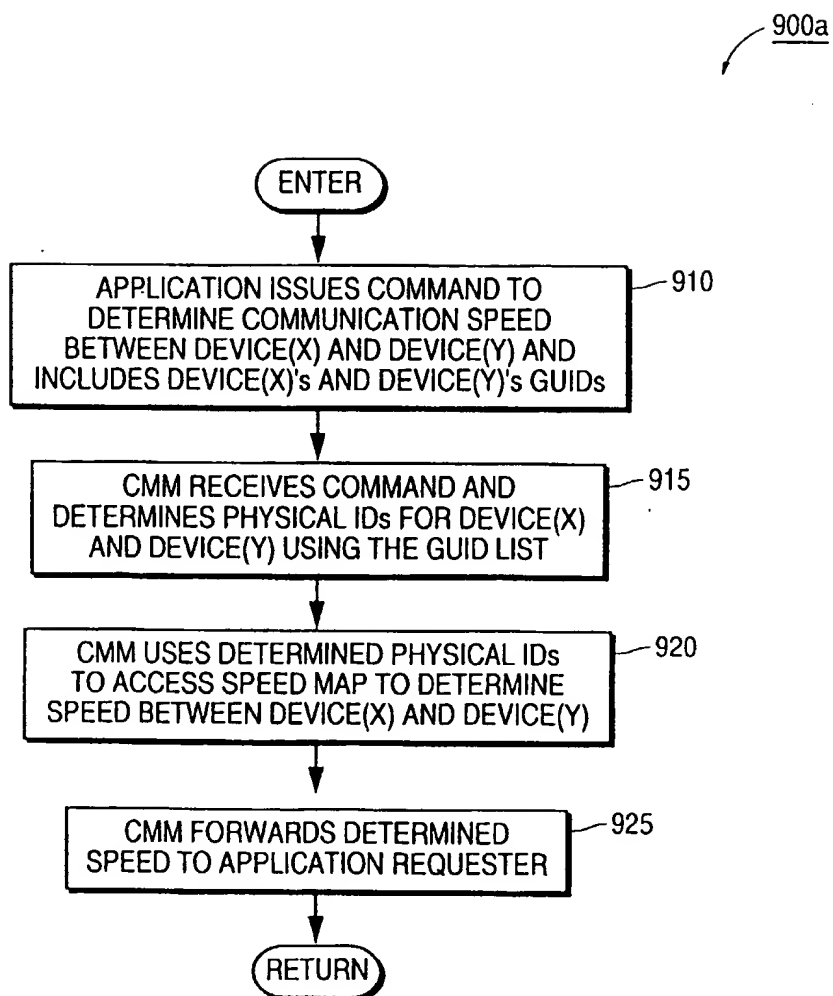 900a
ENTER
APPLICATION ISSUES COMMAND TO
DETERMINE COMMUNICATION SPEED
BETWEEN DEVICE(X) AND DEVICE(Y) AND
INCLUDES DEVICE(X)'s AND DEVICE(Y)'s GUIDs
910
CMM RECEIVES COMMAND AND
DETERMINES PHYSICAL IDs FOR DEVICE(X)
AND DEVICE(Y) USING THE GUID LIST
915
CMM USES DETERMINED PHYSICAL IDs
TO ACCESS SPEED MAP TO DETERMINE
SPEED BETWEEN DEVICE(X) AND DEVICE(Y)
920
CMM FORWARDS DETERMINED
SPEED TO APPLICATION REQUESTER
925
RETURN